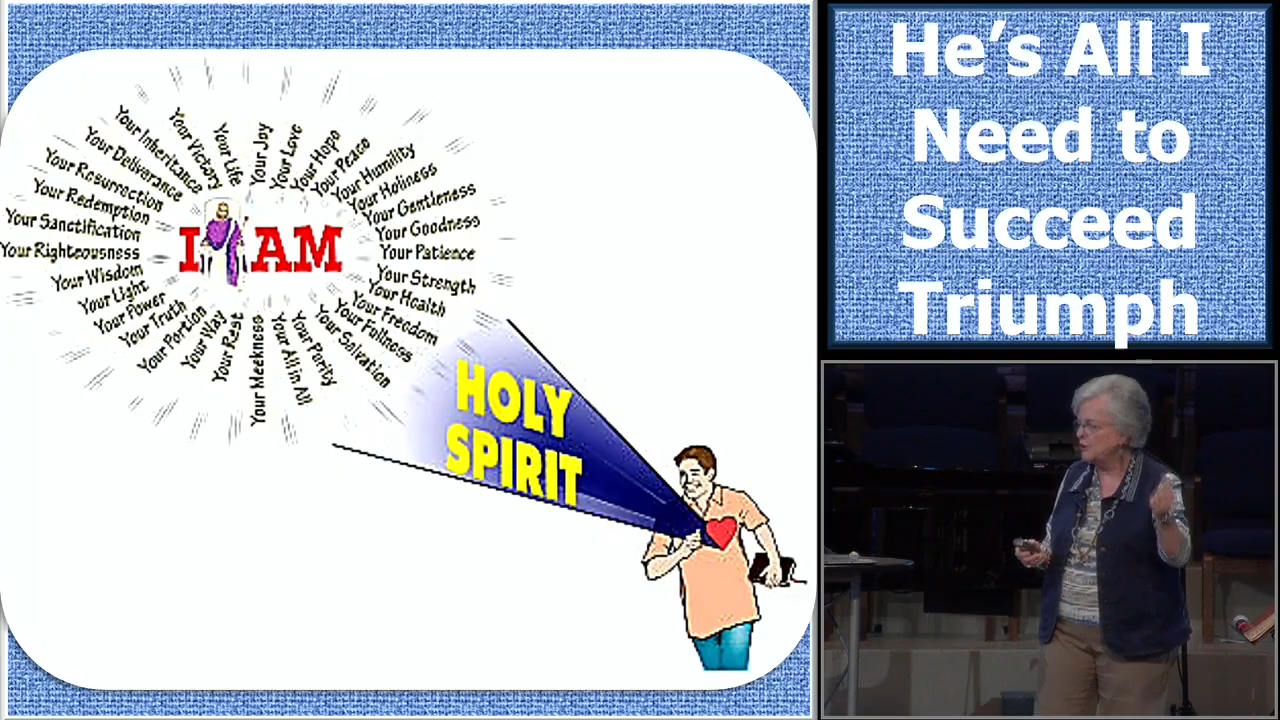 Your Righteousness
Your Sanctification
Your Redemption
Your Resurrection
Your Deliverance
Your Inheritance
Your Victory
Your Life
Your Joy
Your Love
Your Hope
Your Peace
Your Humility
Your Holiness
Your Gentleness
Your Goodness
Your Patience
Your Strength
Your Health
Your Freedom
Your Fullness
Your Salvation
Your Purity
Your All in All
Your Meekness
Your Rest
Your Way
Your Portion
Your Truth
Your Power
Your Light
Your Wisdom
I AM
HOLY
SPIRIT
He's All I
Need to
Succeed
Triumph